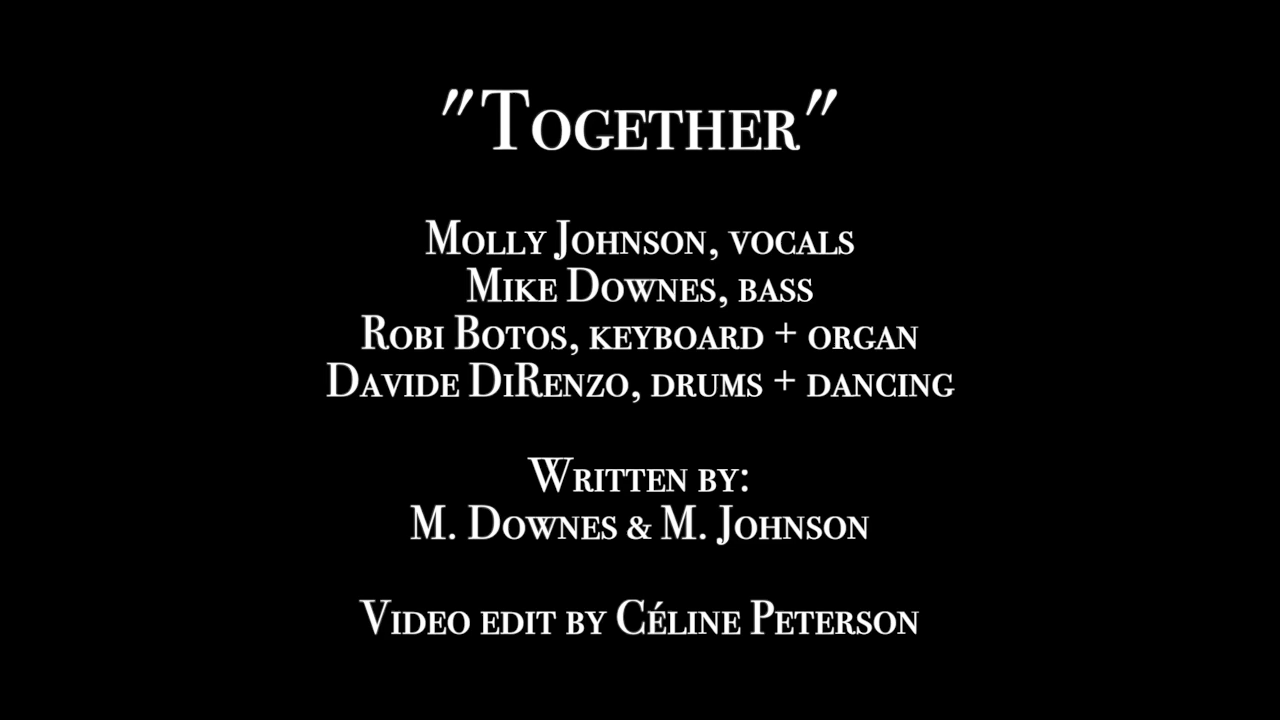 "Together"
Molly Johnson, vocals
Mike Downes, bass
Robi Botos, keyboard + organ
Davide DiRenzo, drums + dancing
Written by:
M. Downes & M. Johnson
Video edit by Céline Peterson